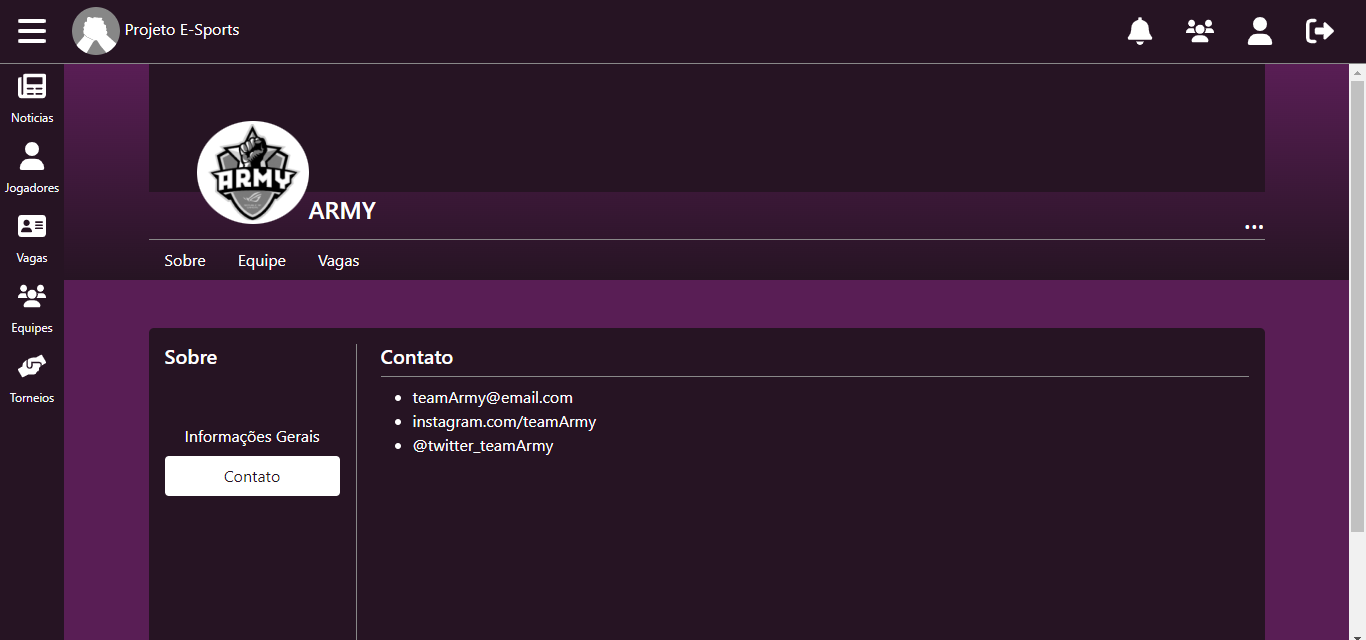 Projeto E-Sports
Noticias
Jogadores
Vagas
Equipes
Torneios
ARMY
ARMY
Sobre Equipe Vagas
Sobre
Informações Gerais
Contato
Contato
teamArmy@email.com
instagram.com/teamArmy
@twitter_teamArmy